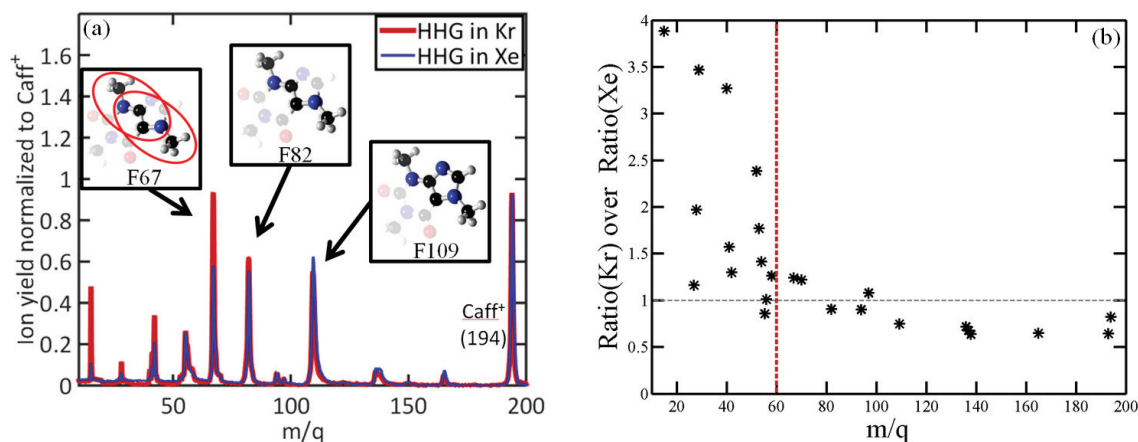 (a)
HHG in Kr
HHG in Xe
Ion yield normalized to Caff⁺
1.6
1.4
1.2
1
0.8
0.6
0.4
0.2
0
F67
F82
F109
Caff⁺
(194)
50
100
150
200
m/q
(b)
Ratio(Kr) over Ratio(Xe)
4
3.5
3
2.5
2
1.5
1
0.5
0
20
40
60
80
100
120
140
160
180
200
m/q